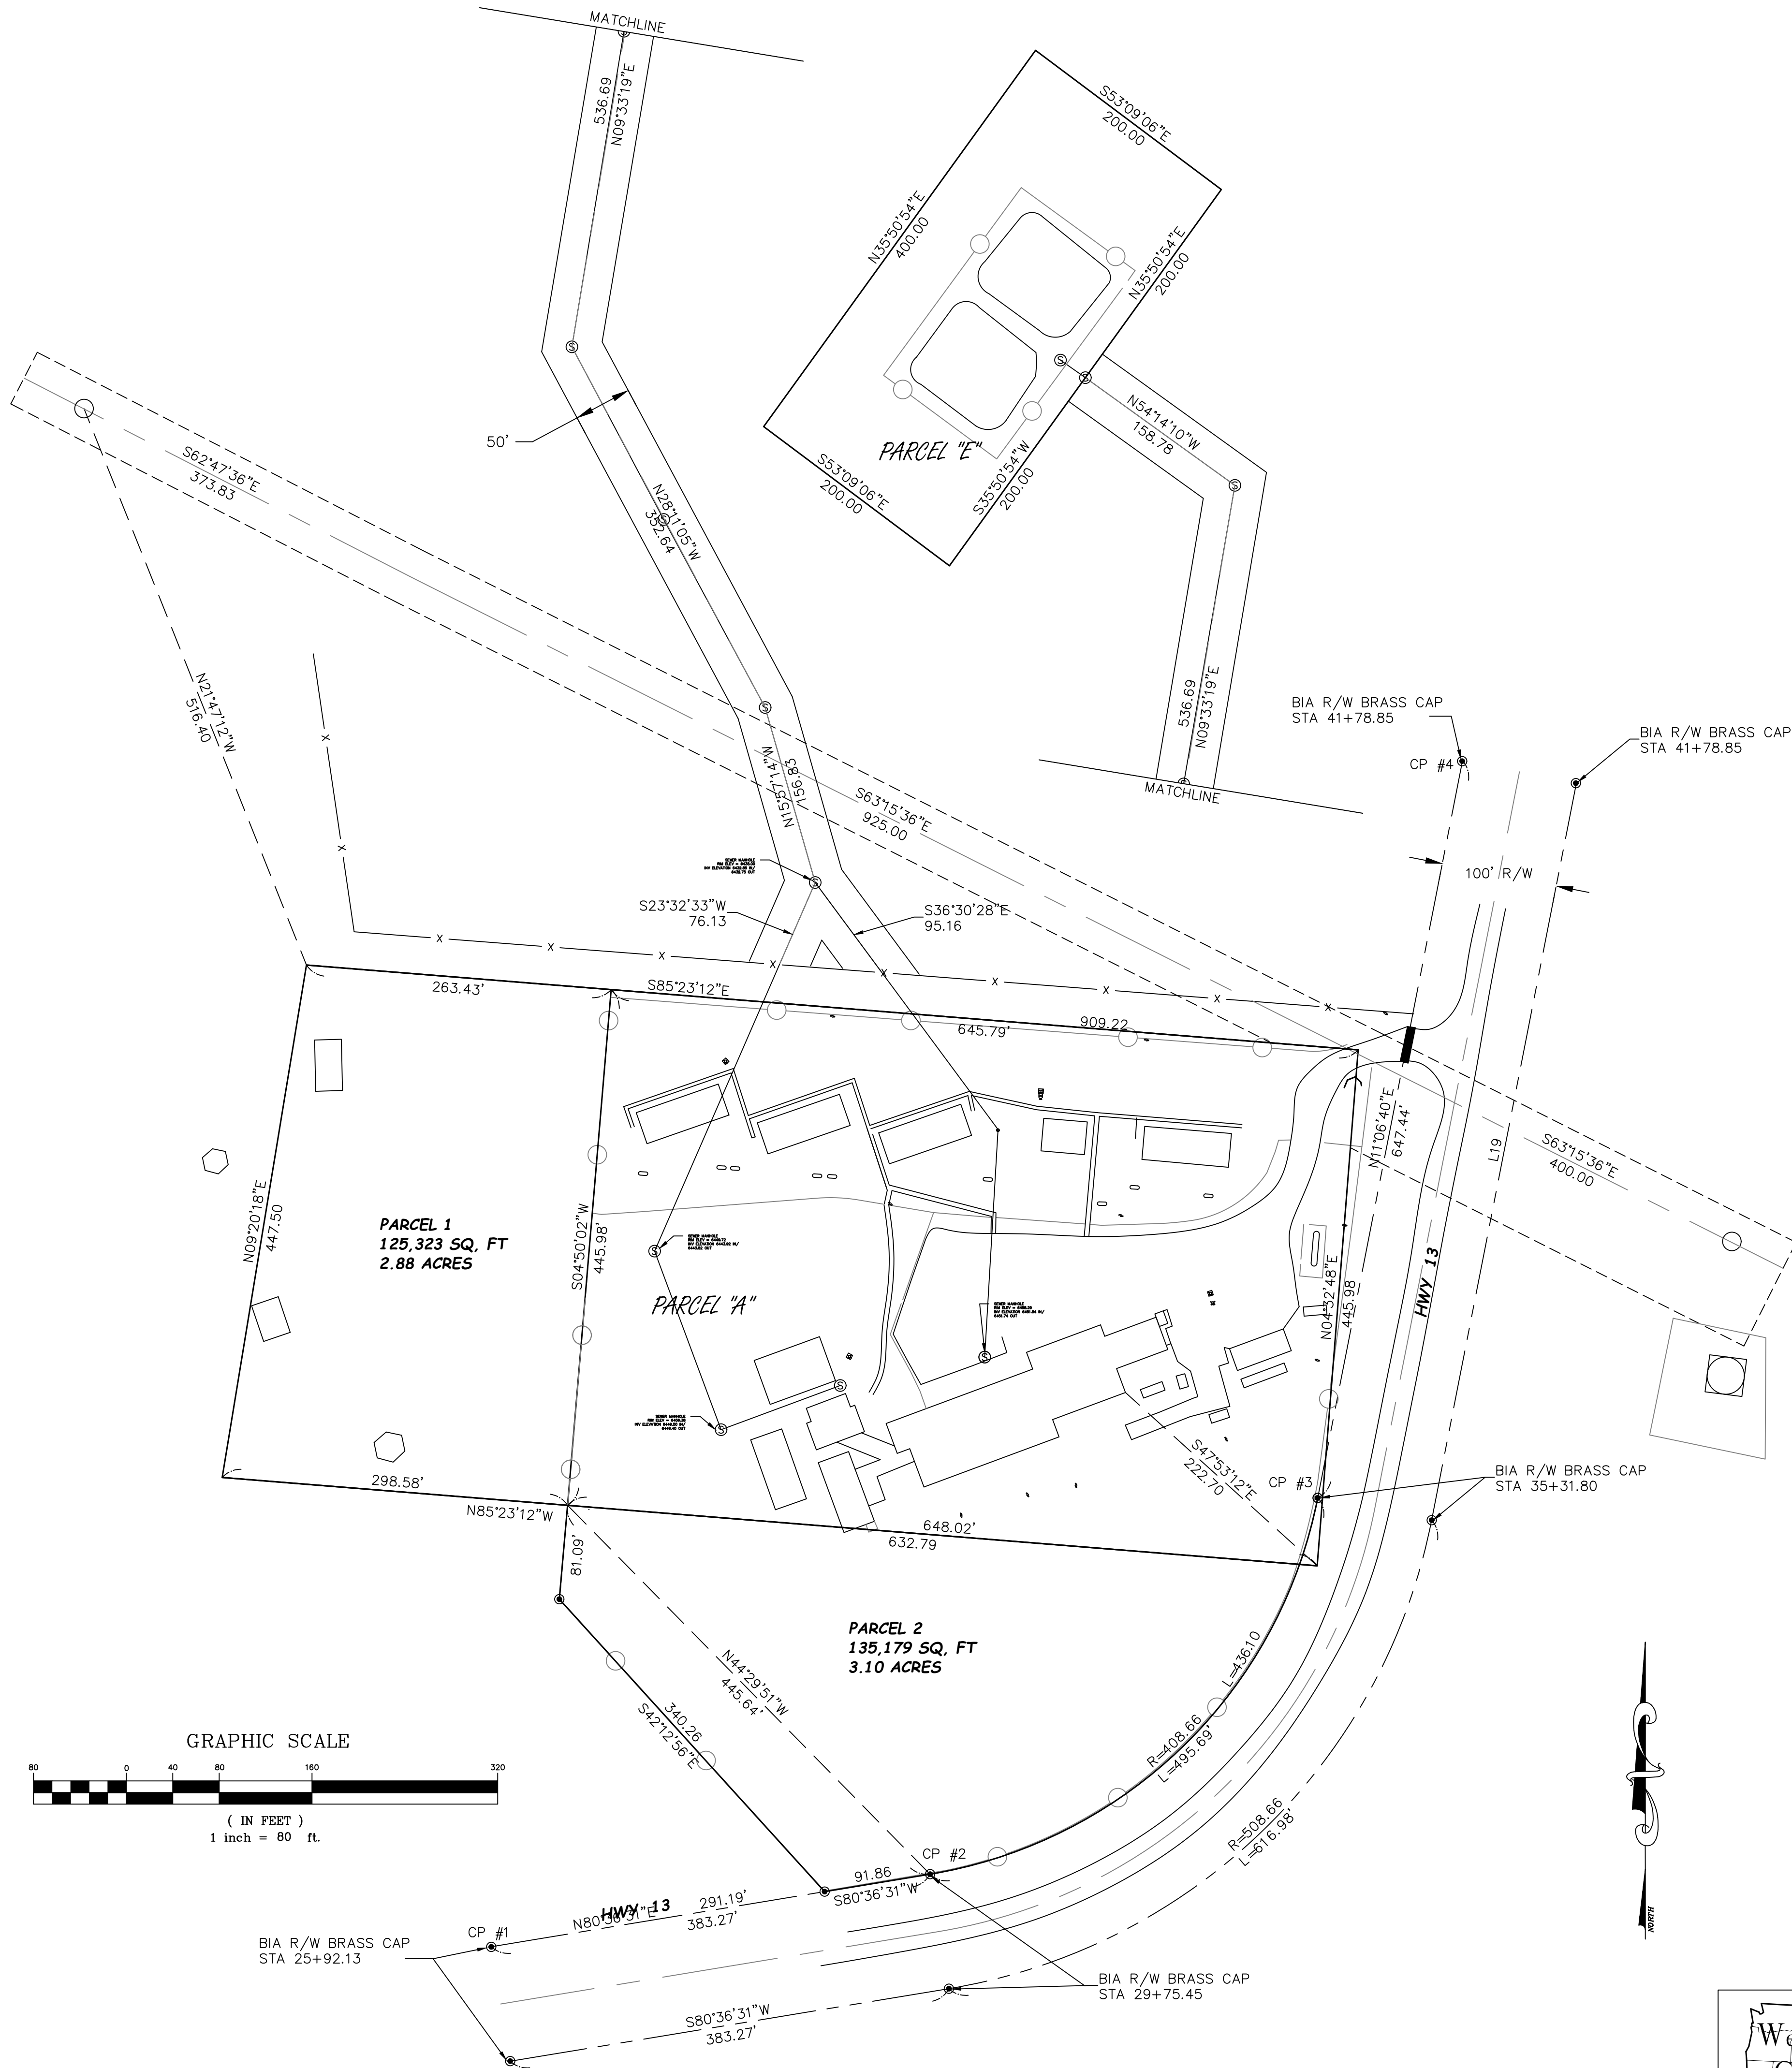 MATCHLINE
536.69
N09°33'19"E
S53°09'06"E
200.00
N35°50'54"E
400.00
N35°50'54"E
200.00
PARCEL "E"
S35°50'54"W
200.00
S53°09'06"E
200.00
N54°14'10"W
158.78
50'
S62°47'36"E
373.83
N28°11'05"W
352.64
N21°47'12"W
516.40
N15°57'14"W
156.83
S63°15'36"E
925.00
536.69
N09°33'19"E
MATCHLINE
BIA R/W BRASS CAP
STA 41+78.85
CP #4
BIA R/W BRASS CAP
STA 41+78.85
100' R/W
SEWER MANHOLE
S23°32'33"W
76.13
S36°30'28"E
95.16
263.43'
S85°23'12"E
645.79'
909.22
N11°06'40"E
647.44'
L19
S63°15'36"E
400.00
N09°20'18"E
447.50
PARCEL 1
125,323 SQ, FT
2.88 ACRES
S04°50'02"W
445.98'
SEWER MANHOLE
PARCEL "A"
SEWER MANHOLE
N04°32'48"E
445.98
HWY 13
SEWER MANHOLE
S47°53'12"E
222.70
CP #3
BIA R/W BRASS CAP
STA 35+31.80
298.58'
N85°23'12"W
648.02'
632.79
81.09'
PARCEL 2
135,179 SQ, FT
3.10 ACRES
N44°29'51"W
445.64'
L=436.10
340.26
S42°12'56"E
R=408.66
L=495.69'
R=508.66
L=616.98'
GRAPHIC SCALE
80 0 40 80 160 320
( IN FEET )
1 inch = 80 ft.
CP #2
91.86
S80°36'31"W
HWY 13
291.19'
N80°36'31"E
383.27'
CP #1
BIA R/W BRASS CAP
STA 25+92.13
BIA R/W BRASS CAP
STA 29+75.45
S80°36'31"W
383.27'
NORTH